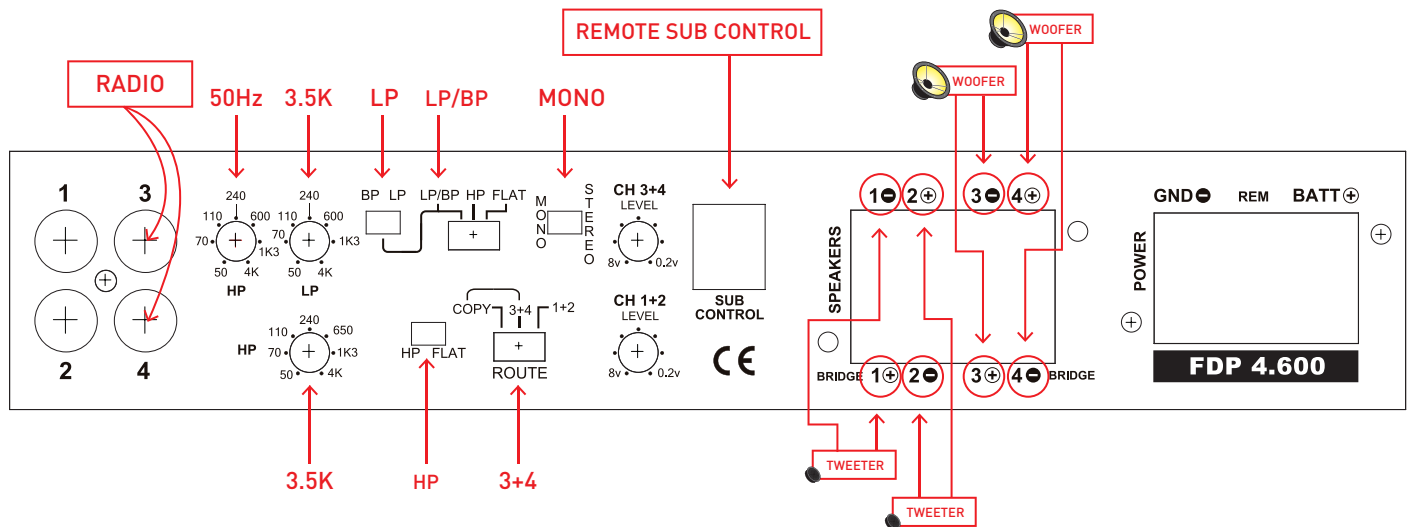 REMOTE SUB CONTROL
WOOFER
WOOFER
RADIO
50Hz 3.5K LP LP/BP MONO
1 3
2 4
240
110 600
70 1K3
50 4K
HP
240
110 600
70 1K3
50 4K
LP
BP LP LP/BP HP FLAT
MONO
STEREO
CH 3+4
LEVEL
8v 0.2v
SUB
CONTROL
COPY 3+4 1+2
ROUTE
HP FLAT
HP
240
110 650
70 1K3
50 4K
CH 1+2
LEVEL
8v 0.2v
CE
SPEAKERS
1⊖ 2⊕ 3⊖ 4⊕
BRIDGE 1⊕ 2⊖ 3⊕ 4⊖ BRIDGE
GND⊖ REM BATT⊕
POWER
FDP 4.600
3.5K HP 3+4
TWEETER
TWEETER